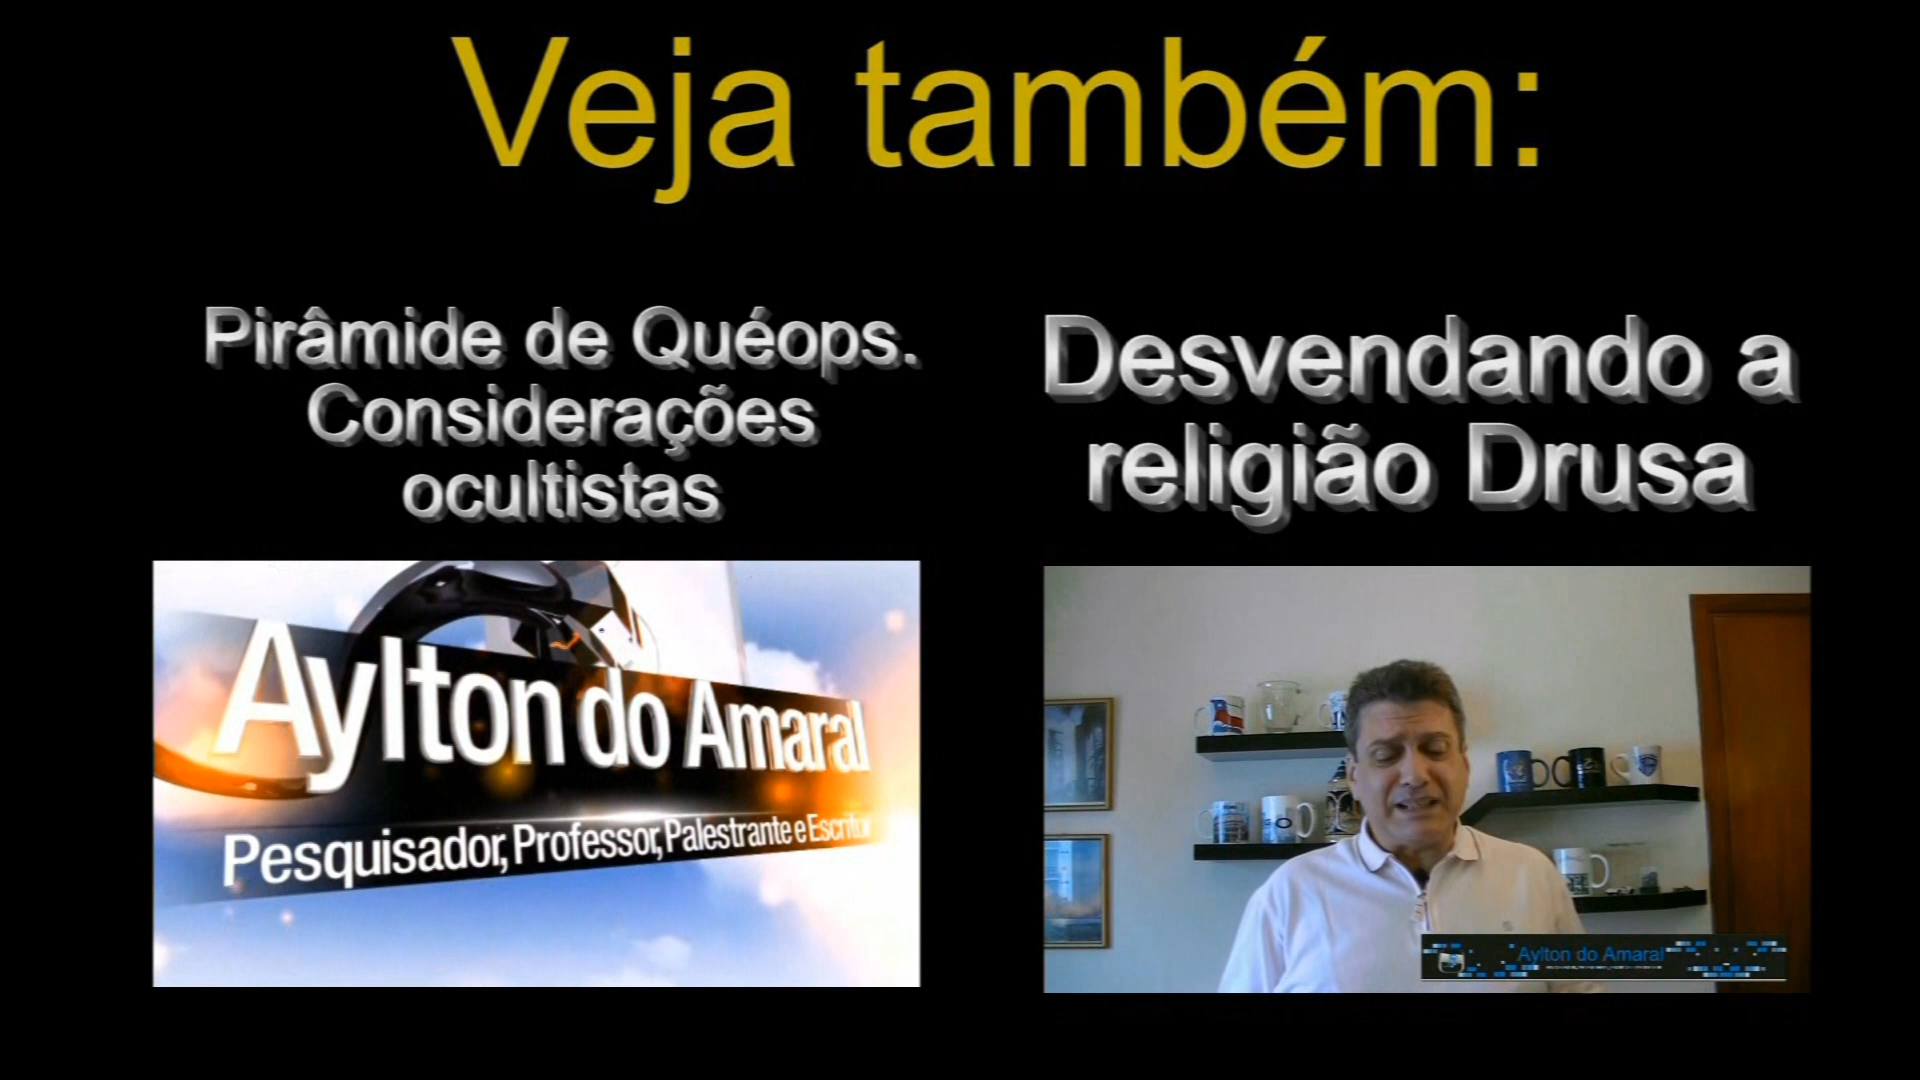 Veja também:
Pirâmide de Quéops.
Considerações
ocultistas
Desvendando a
religião Drusa
Aylton do Amaral
Pesquisador, Professor, Palestrante e Escritor
Aylton do Amaral